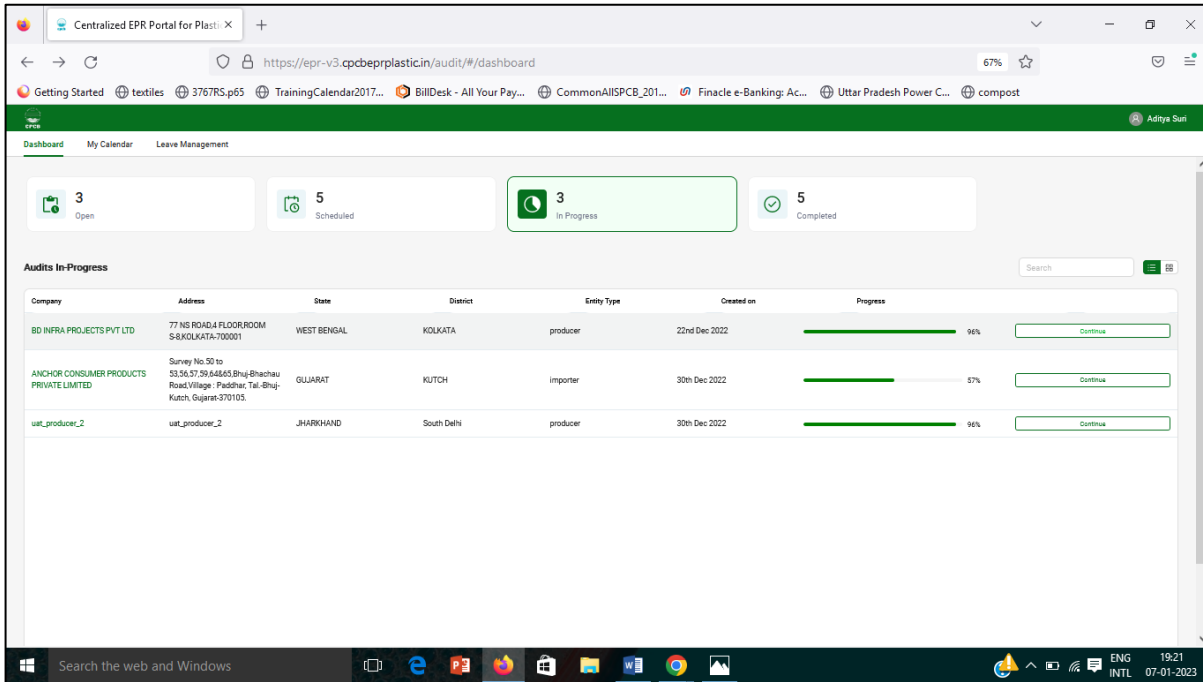 Centralized EPR Portal for Plasti
https://epr-v3.cpcbeprplastic.in/audit/#/dashboard
67%
Getting Started textiles 3767RS.p65 TrainingCalendar2017... BillDesk - All Your Pay... CommonAllSPCB_201... Finacle e-Banking: Ac... Uttar Pradesh Power C... compost
CPCB
Aditya Suri
Dashboard My Calendar Leave Management
3
Open
5
Scheduled
3
In Progress
5
Completed
Audits In-Progress
Search
Company Address State District Entity Type Created on Progress
BD INFRA PROJECTS PVT LTD
77 NS ROAD,4 FLOOR,ROOM
S-8,KOLKATA-700001
WEST BENGAL KOLKATA producer 22nd Dec 2022 96% Continue
ANCHOR CONSUMER PRODUCTS
PRIVATE LIMITED
Survey No.50 to
53,56,57,59,64&65,Bhuj-Bhachau
Road,Village : Paddhar, Tal.-Bhuj-
Kutch, Gujarat-370105.
GUJARAT KUTCH importer 30th Dec 2022 57% Continue
uat_producer_2 uat_producer_2 JHARKHAND South Delhi producer 30th Dec 2022 96% Continue
Search the web and Windows
ENG
INTL
19:21
07-01-2023